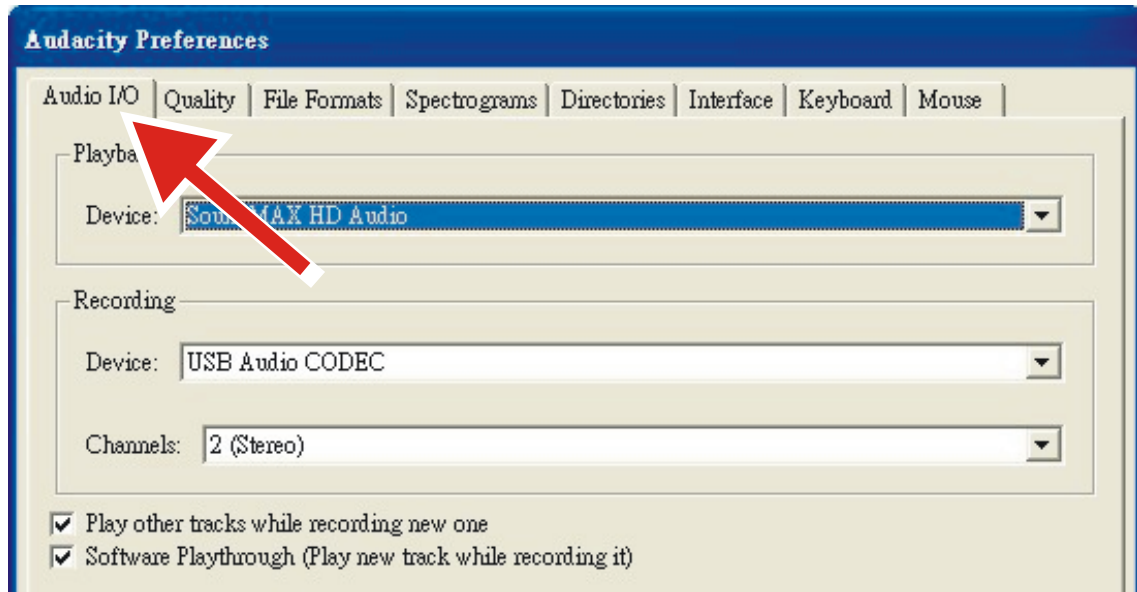 Audacity Preferences
Audio I/O Quality File Formats Spectrograms Directories Interface Keyboard Mouse
Device: HD Audio
Recording
Device: USB Audio CODEC
Channels: 2 (Stereo)
Play other tracks while recording new one
Software Playthrough (Play new track while recording it)